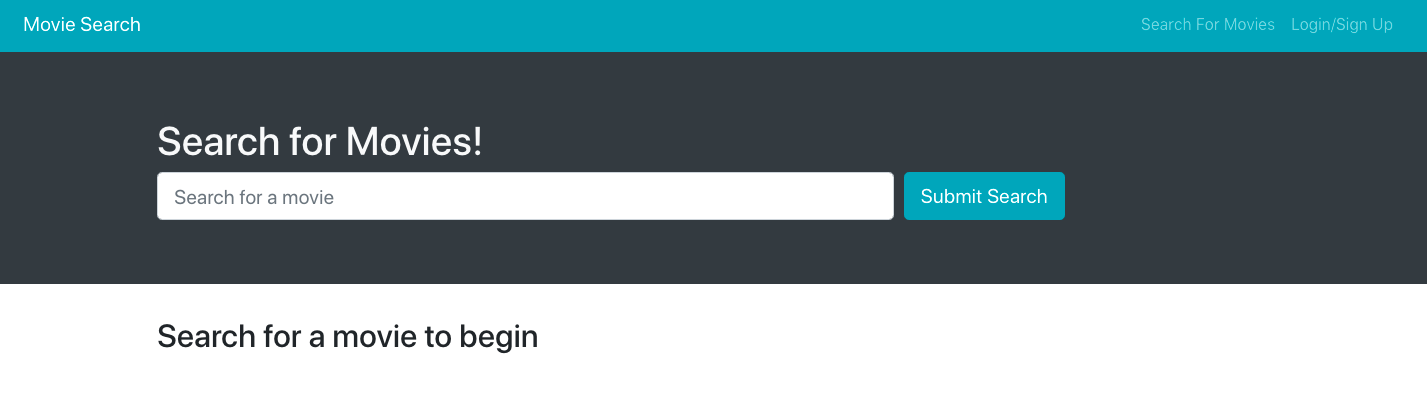 Movie Search
Search For Movies
Login/Sign Up
Search for Movies!
Search for a movie
Submit Search
Search for a movie to begin